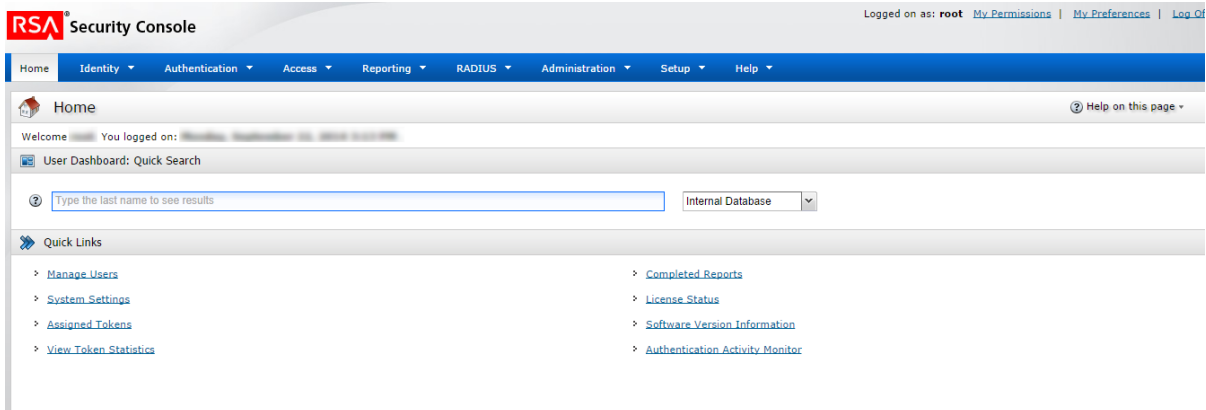 Logged on as: root My Permissions | My Preferences | Log Of
RSA® Security Console
Home Identity Authentication Access Reporting RADIUS Administration Setup Help
Home Help on this page
Welcome You logged on:
User Dashboard: Quick Search
Type the last name to see results Internal Database
Quick Links
Manage Users Completed Reports
System Settings License Status
Assigned Tokens Software Version Information
View Token Statistics Authentication Activity Monitor